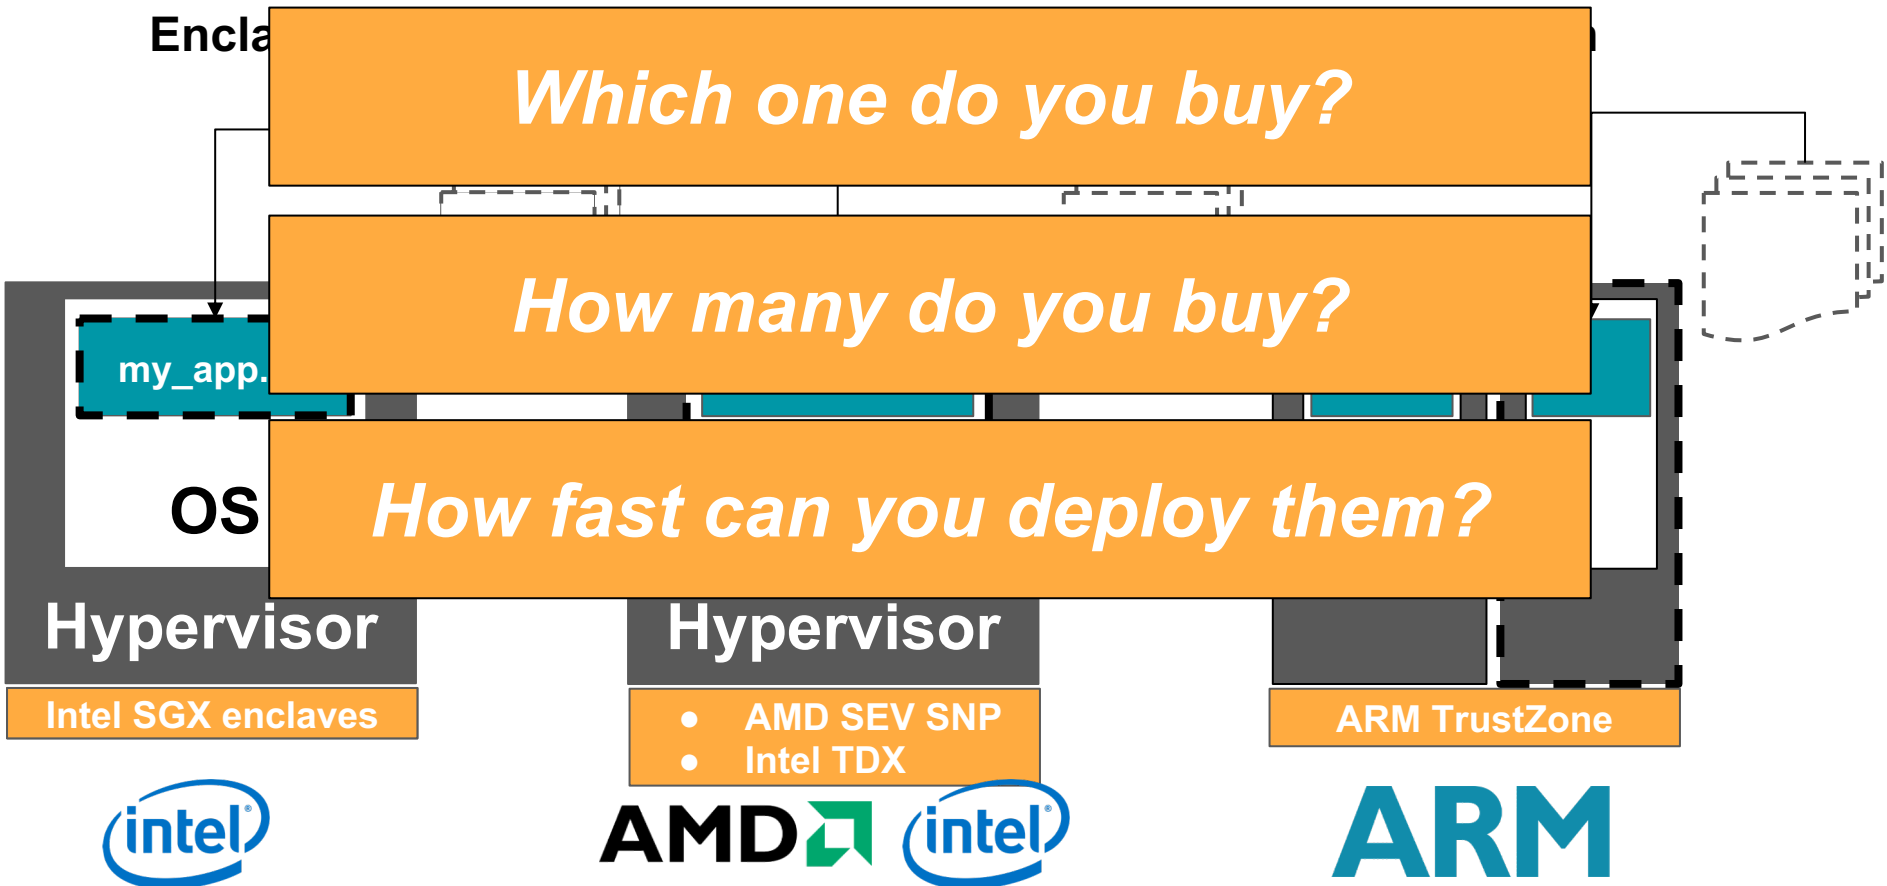 Encla
Which one do you buy?
How many do you buy?
my_app.
How fast can you deploy them?
OS
Hypervisor
Hypervisor
Intel SGX enclaves
● AMD SEV SNP
● Intel TDX
ARM TrustZone
intel
AMD
intel
ARM